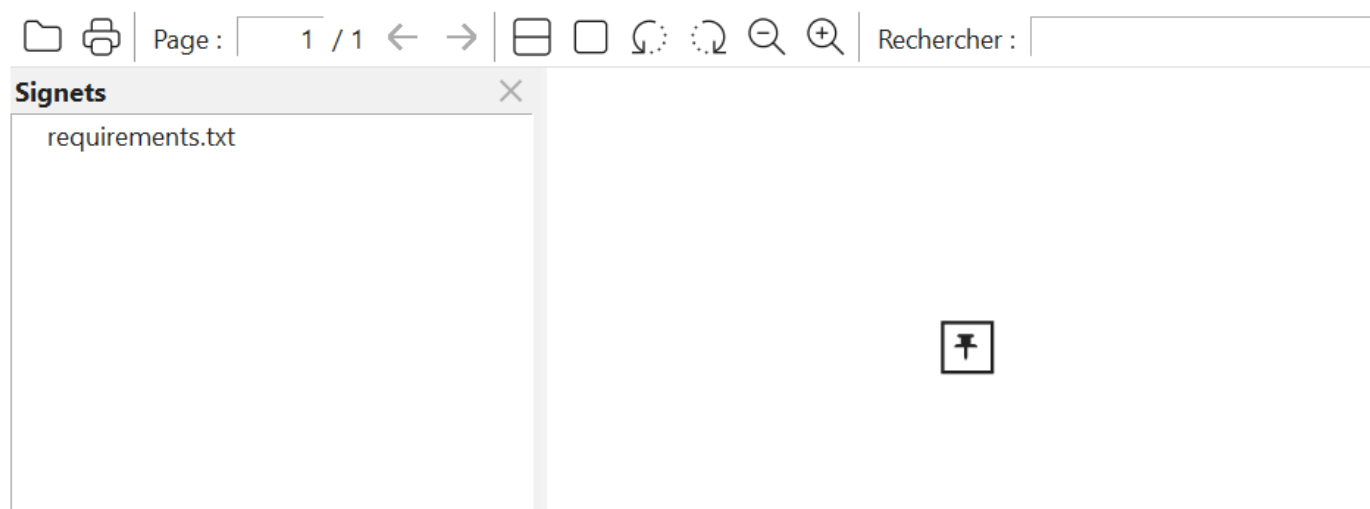 Page : 1 / 1 Rechercher :
Signets
requirements.txt